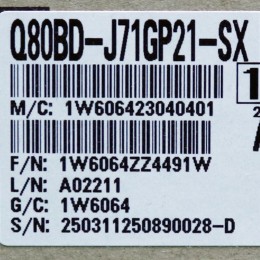 Q80BD-J71GP21-SX
M/C: 1W606423040401
F/N: 1W6064ZZ4491W
L/N: A02211
G/C: 1W6064
S/N: 250311250890028-D